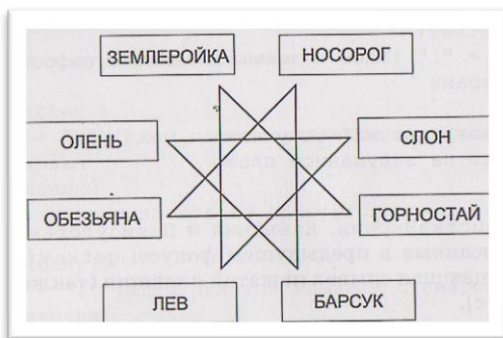 ЗЕМЛЕРОЙКА НОСОРОГ
ОЛЕНЬ СЛОН
ОБЕЗЬЯНА ГОРНОСТАЙ
ЛЕВ БАРСУК